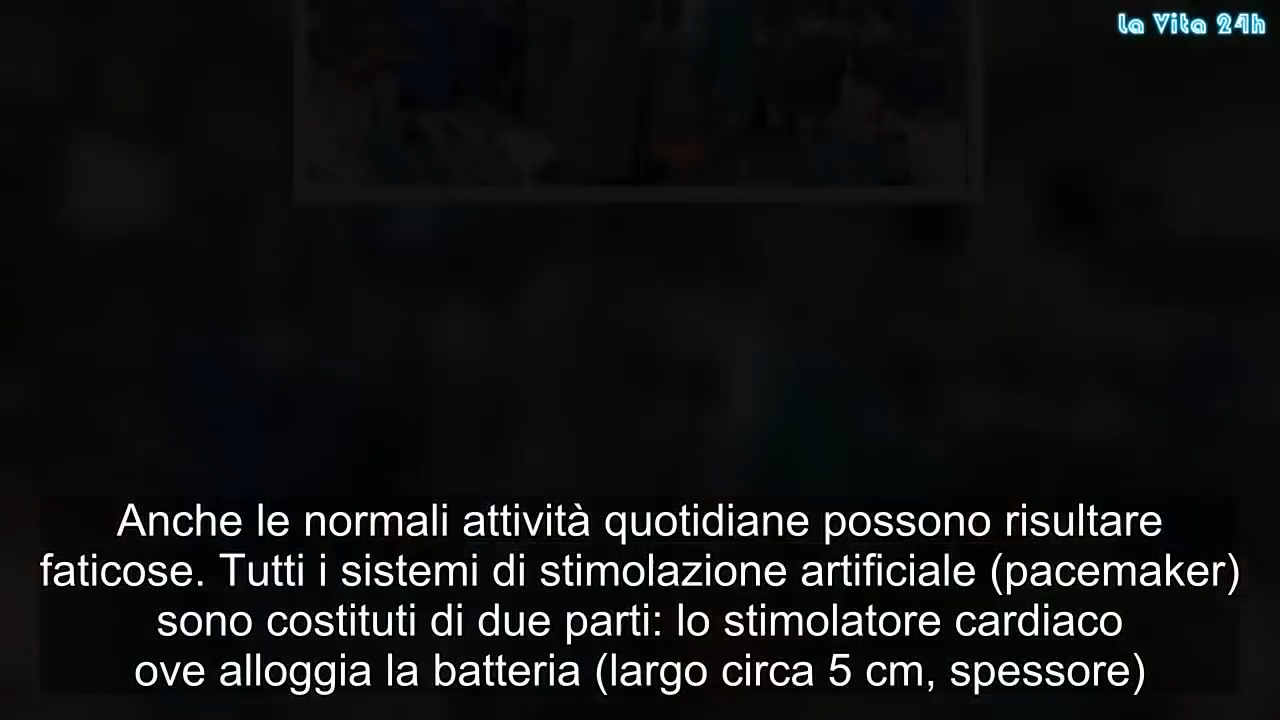 La Vita 24h
Anche le normali attività quotidiane possono risultare
faticose. Tutti i sistemi di stimolazione artificiale (pacemaker)
sono costituti di due parti: lo stimolatore cardiaco
ove alloggia la batteria (largo circa 5 cm, spessore)